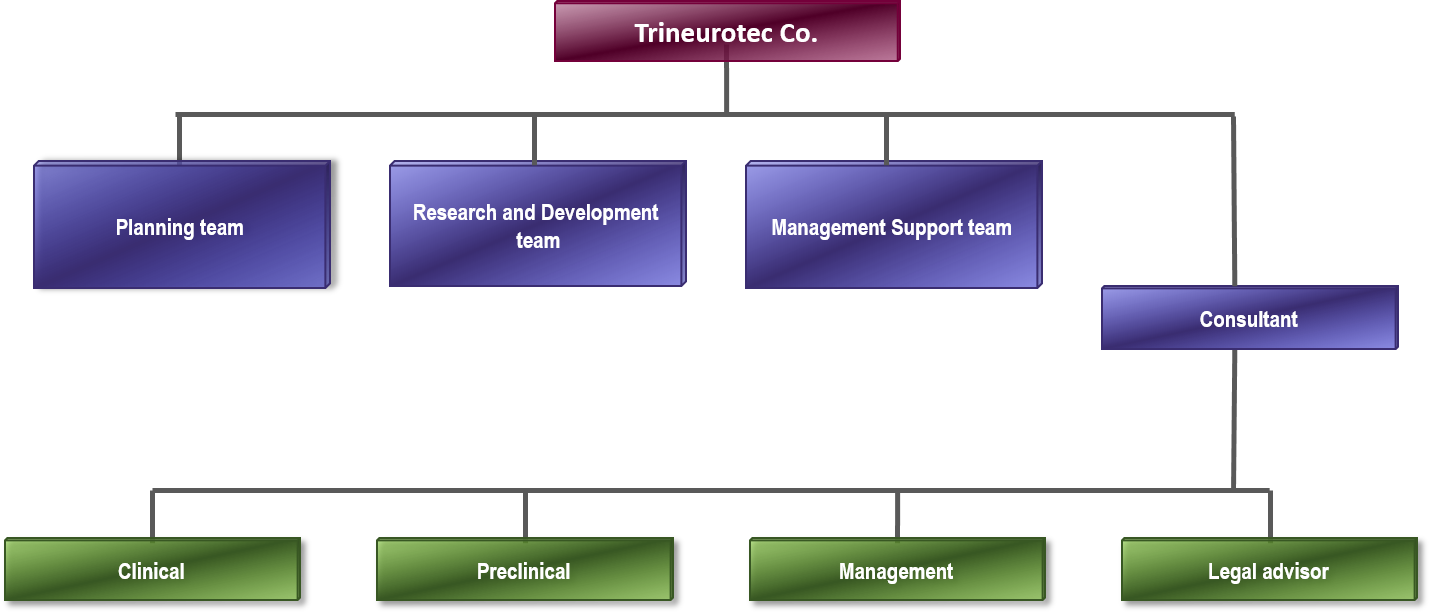 Trineurotec Co.
Planning team
Research and Development
team
Management Support team
Consultant
Clinical
Preclinical
Management
Legal advisor